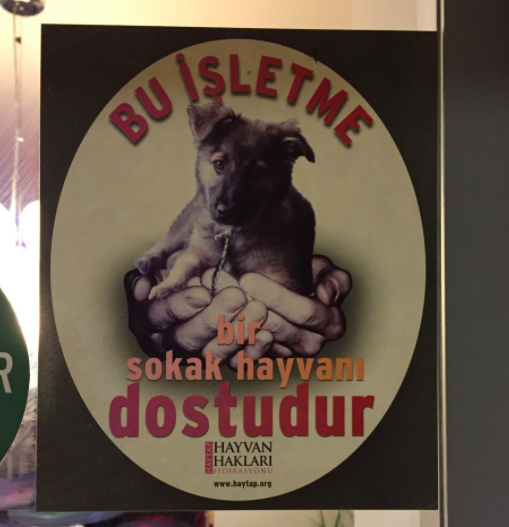 BU İŞLETME
bir
sokak hayvanı
dostudur
HAYTAP
HAYVAN
HAKLARI
FEDERASYONU
www.haytap.org
R